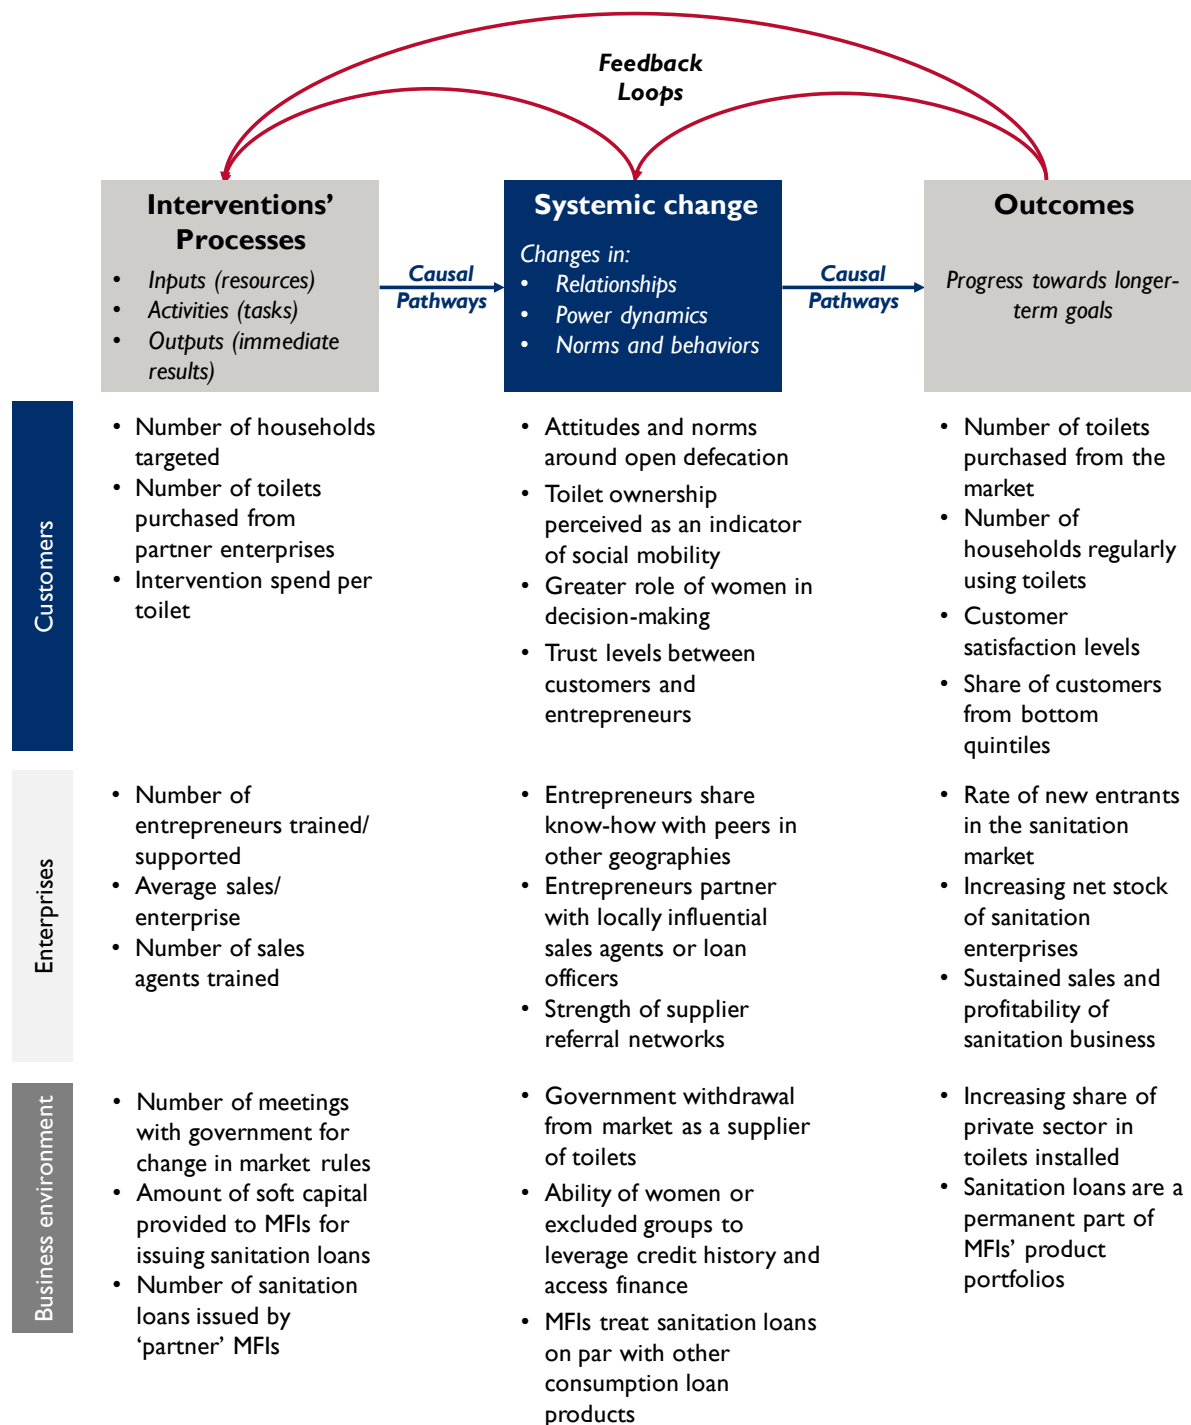 Feedback
Loops
Interventions’
Processes
• Inputs (resources)
• Activities (tasks)
• Outputs (immediate
results)
Causal
Pathways
Systemic change
Changes in:
• Relationships
• Power dynamics
• Norms and behaviors
Causal
Pathways
Outcomes
Progress towards longer-
term goals
Customers
• Number of households
targeted
• Number of toilets
purchased from
partner enterprises
• Intervention spend per
toilet
• Attitudes and norms
around open defecation
• Toilet ownership
perceived as an indicator
of social mobility
• Greater role of women in
decision-making
• Trust levels between
customers and
entrepreneurs
• Number of toilets
purchased from the
market
• Number of
households regularly
using toilets
• Customer
satisfaction levels
• Share of customers
from bottom
quintiles
Enterprises
• Number of
entrepreneurs trained/
supported
• Average sales/
enterprise
• Number of sales
agents trained
• Entrepreneurs share
know-how with peers in
other geographies
• Entrepreneurs partner
with locally influential
sales agents or loan
officers
• Strength of supplier
referral networks
• Rate of new entrants
in the sanitation
market
• Increasing net stock
of sanitation
enterprises
• Sustained sales and
profitability of
sanitation business
Business environment
• Number of meetings
with government for
change in market rules
• Amount of soft capital
provided to MFIs for
issuing sanitation loans
• Number of sanitation
loans issued by
‘partner’ MFIs
• Government withdrawal
from market as a supplier
of toilets
• Ability of women or
excluded groups to
leverage credit history and
access finance
• MFIs treat sanitation loans
on par with other
consumption loan
products
• Increasing share of
private sector in
toilets installed
• Sanitation loans are a
permanent part of
MFIs’ product
portfolios